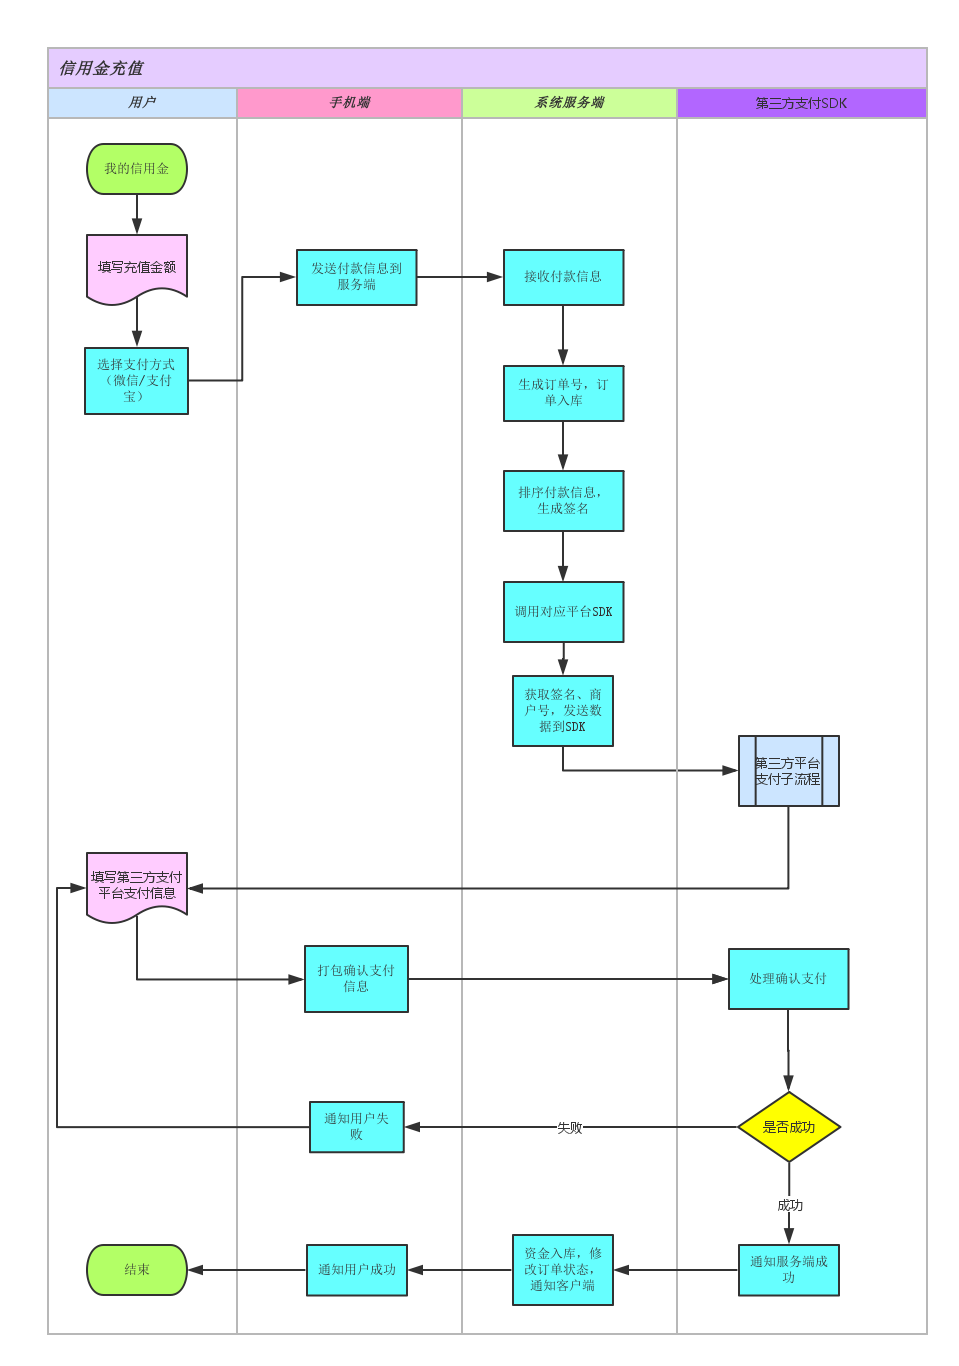 信用金充值
用户
手机端
系统服务端
第三方支付SDK
我的信用金
填写充值金额
选择支付方式
（微信/支付
宝）
发送付款信息到
服务端
接收付款信息
生成订单号，订
单入库
排序付款信息，
生成签名
调用对应平台SDK
获取签名、商
户号，发送数
据到SDK
第三方平台
支付子流程
填写第三方支付
平台支付信息
打包确认支付
信息
处理确认支付
是否成功
失败
通知用户失
败
成功
通知服务端成
功
资金入库，修
改订单状态，
通知客户端
通知用户成功
结束